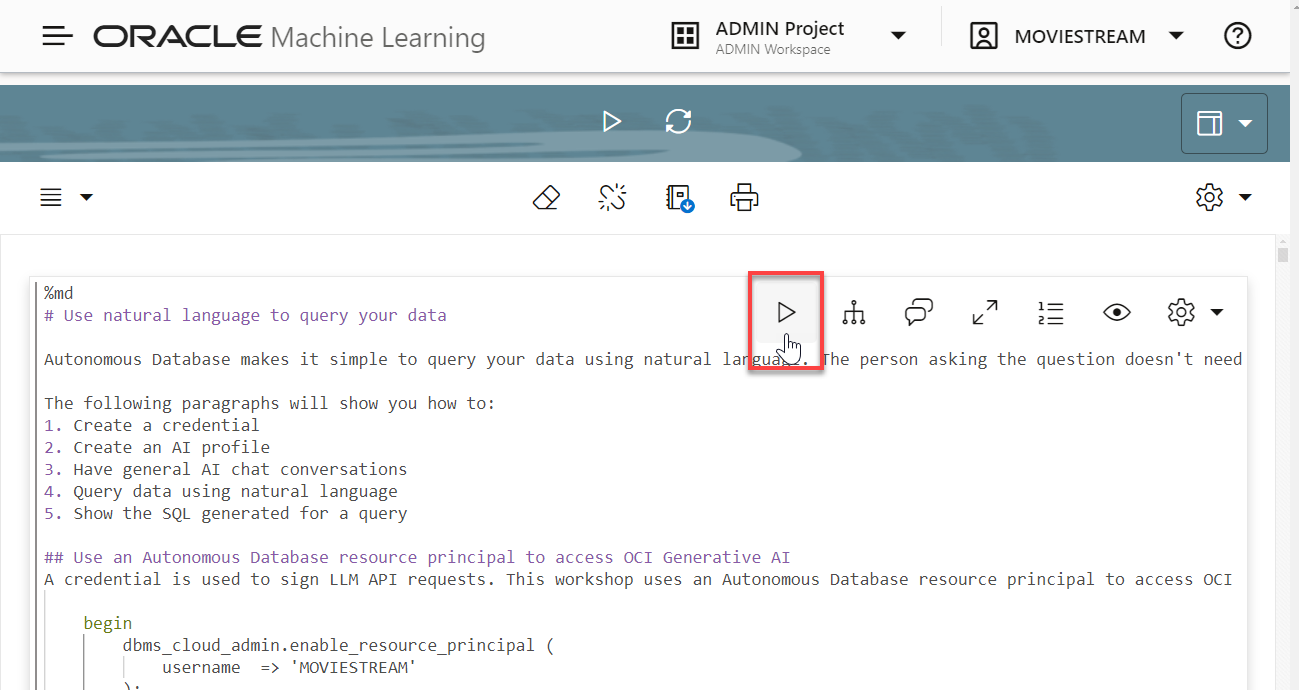 ORACLE Machine Learning
ADMIN Project
ADMIN Workspace
MOVIESTREAM
?
%md
# Use natural language to query your data
Autonomous Database makes it simple to query your data using natural language. The person asking the question doesn't need
The following paragraphs will show you how to:
1. Create a credential
2. Create an AI profile
3. Have general AI chat conversations
4. Query data using natural language
5. Show the SQL generated for a query
## Use an Autonomous Database resource principal to access OCI Generative AI
A credential is used to sign LLM API requests. This workshop uses an Autonomous Database resource principal to access OCI
begin
dbms_cloud_admin.enable_resource_principal (
username => 'MOVIESTREAM'
);